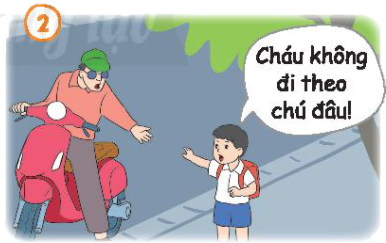 2
Cháu không
đi theo
chú đâu!